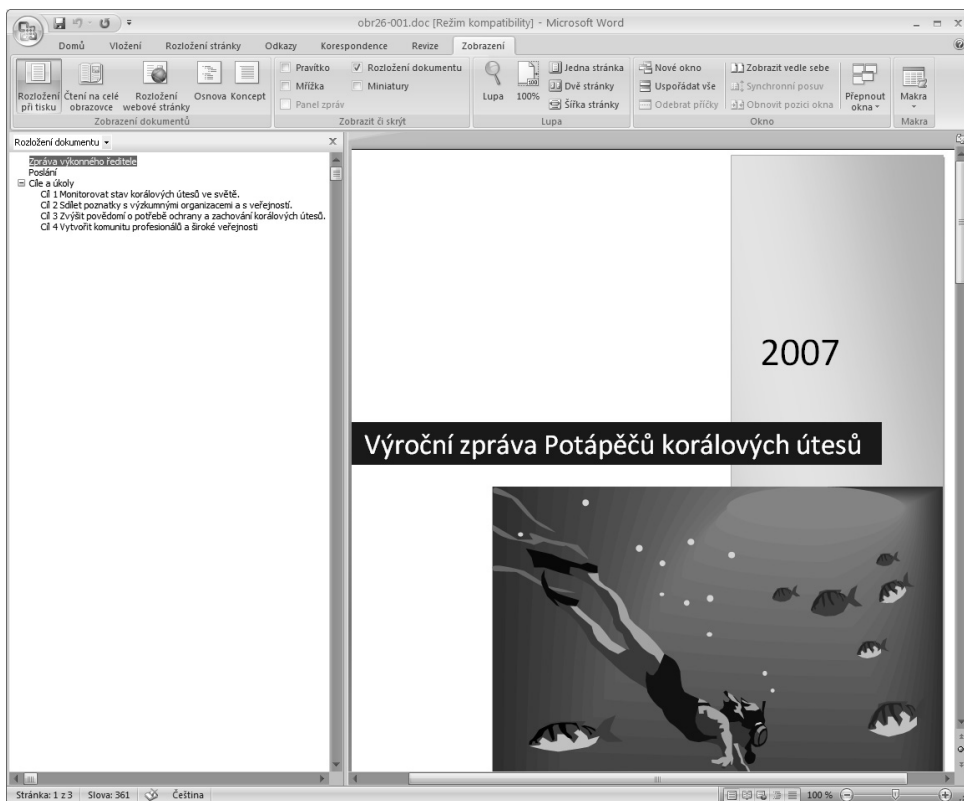 obr26-001.doc [Režim kompatibility] - Microsoft Word
Domů Vložení Rozložení stránky Odkazy Korespondence Revize Zobrazení
Rozložení při tisku
Čtení na celé obrazovce
Rozložení webové stránky
Osnova
Koncept
Zobrazení dokumentů
Pravítko
Mřížka
Panel zpráv
Rozložení dokumentu
Miniatury
Zobrazit či skrýt
Lupa
100%
Jedna stránka
Dvě stránky
Šířka stránky
Lupa
Nové okno
Uspořádat vše
Odebrat příčky
Zobrazit vedle sebe
Synchronní posuv
Obnovit pozici okna
Přepnout okna
Okno
Makra
Makra
Rozložení dokumentu
Zpráva výkonného ředitele
Poslání
Cíle a úkoly
Cíl 1 Monitorovat stav korálových útesů ve světě.
Cíl 2 Sdílet poznatky s výzkumnými organizacemi a s veřejností.
Cíl 3 Zvýšit povědomí o potřebě ochrany a zachování korálových útesů.
Cíl 4 Vytvořit komunitu profesionálů a široké veřejnosti
2007
Výroční zpráva Potápěčů korálových útesů
Stránka: 1 z 3 Slova: 361 Čeština 100 %